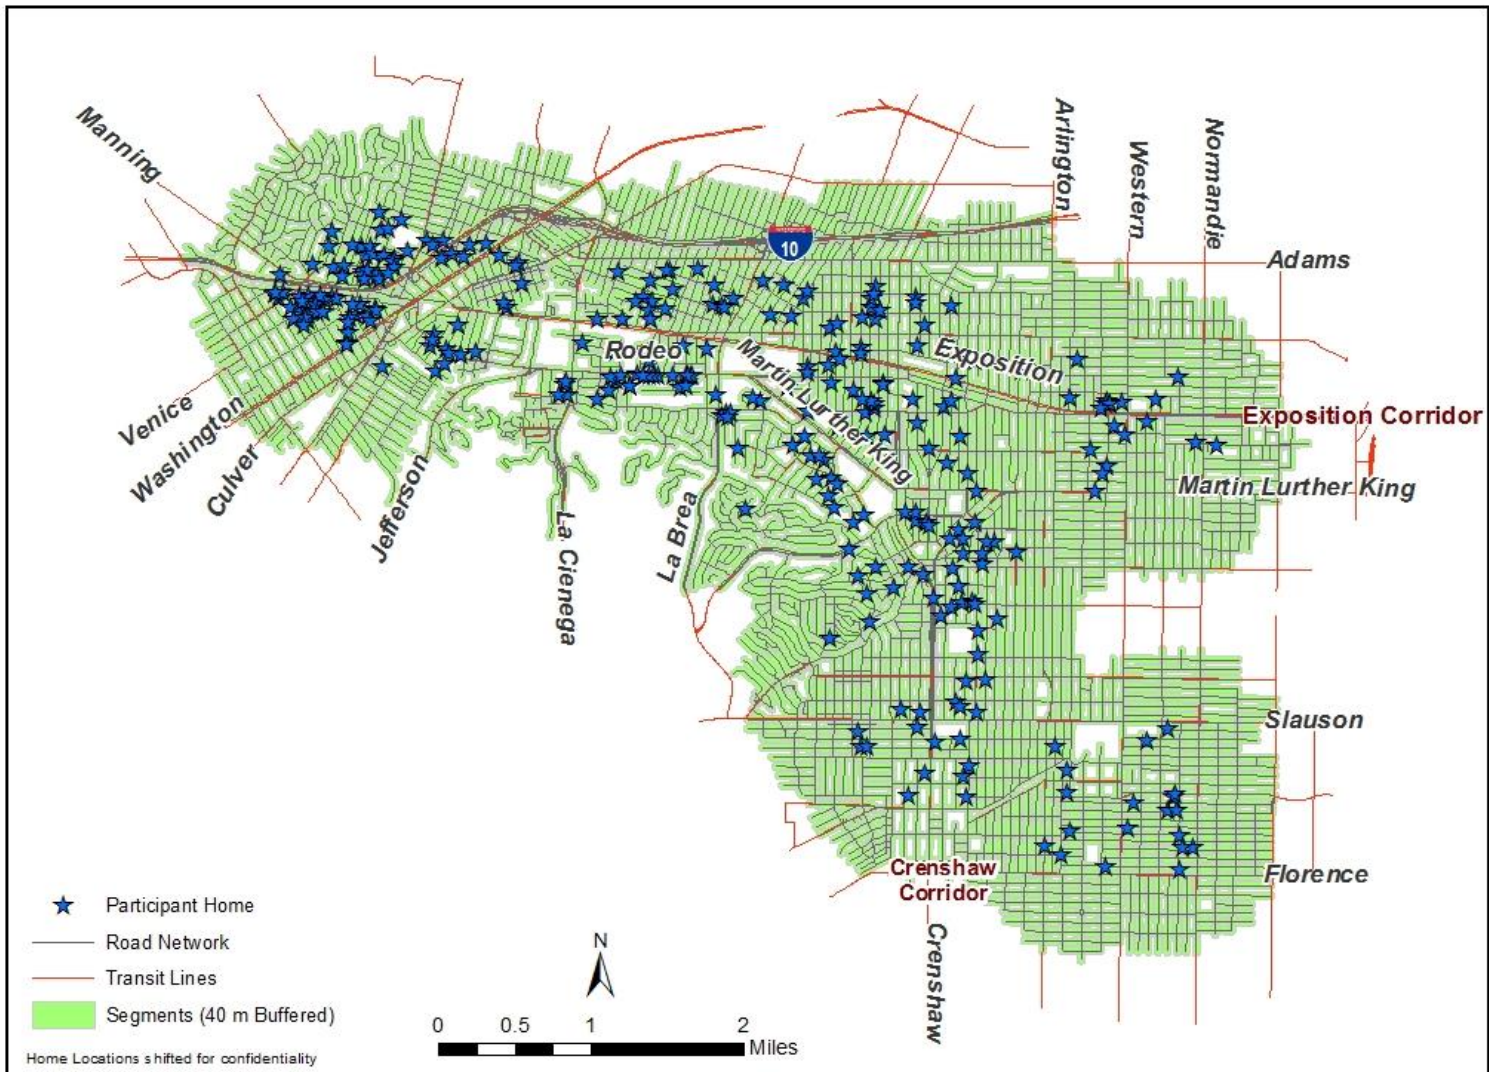 Manning
Arlington
Western
Normandie
10
Adams
Rodeo
Martin Lurther King
Exposition
Exposition Corridor
Venice
Washington
Culver
Jefferson
La Cienega
La Brea
Martin Lurther King
Slauson
Crenshaw
Corridor
Florence
Crenshaw
Participant Home
Road Network
Transit Lines
Segments (40 m Buffered)
Home Locations shifted for confidentiality
N
0 0.5 1 2
Miles